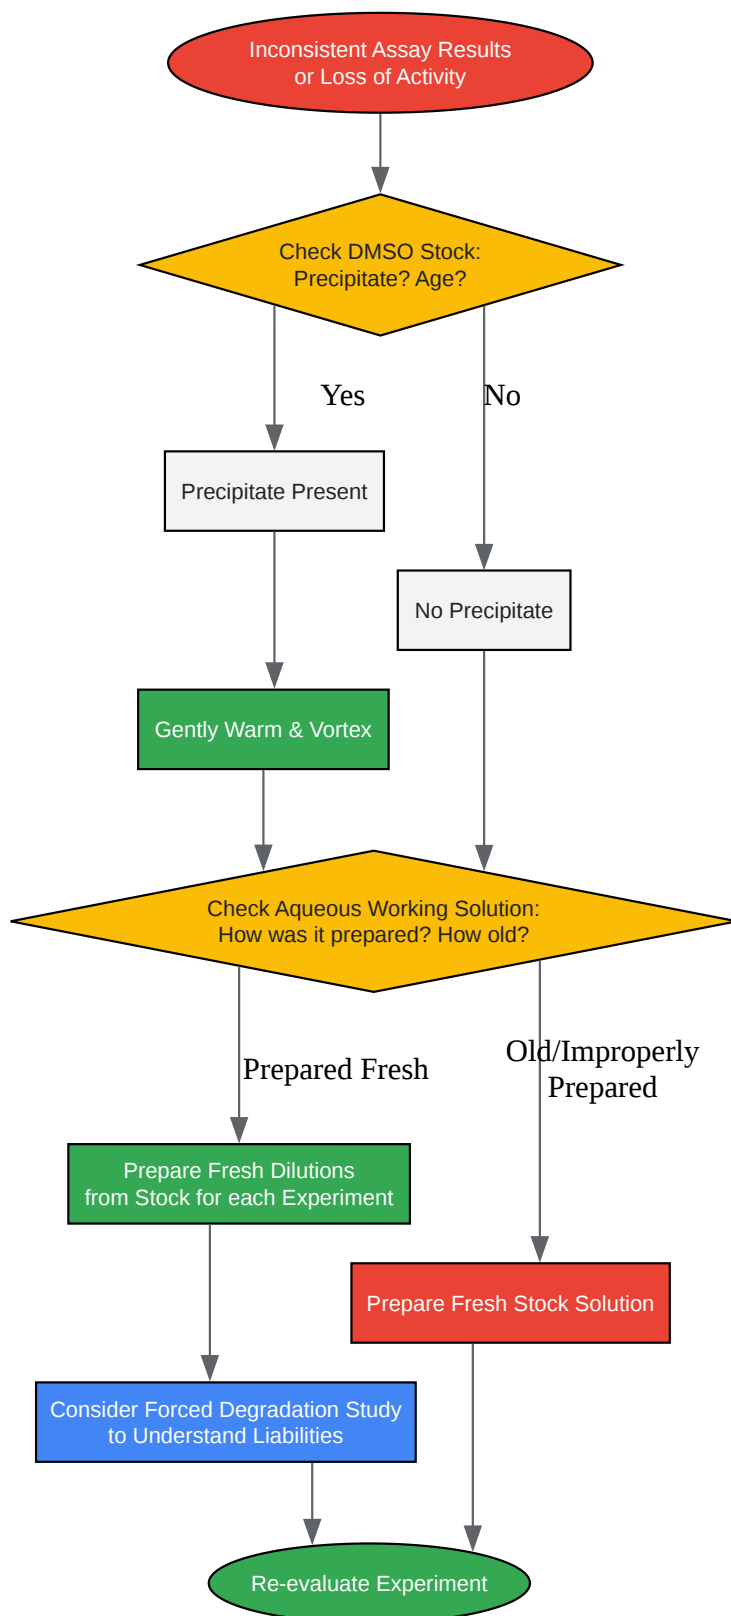 Inconsistent Assay Results
or Loss of Activity
Check DMSO Stock:
Precipitate? Age?
Yes
No
Precipitate Present
No Precipitate
Gently Warm & Vortex
Check Aqueous Working Solution:
How was it prepared? How old?
Prepared Fresh
Old/Improperly
Prepared
Prepare Fresh Dilutions
from Stock for each Experiment
Prepare Fresh Stock Solution
Consider Forced Degradation Study
to Understand Liabilities
Re-evaluate Experiment